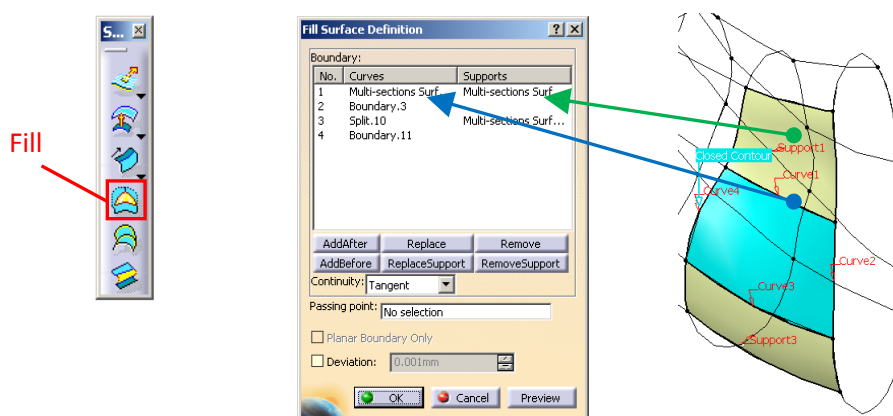 S...
Fill
Fill Surface Definition
Boundary:
No. Curves Supports
1 Multi-sections Surf... Multi-sections Surf...
2 Boundary.3
3 Split.10 Multi-sections Surf...
4 Boundary.11
AddAfter Replace Remove
AddBefore ReplaceSupport RemoveSupport
Continuity: Tangent
Passing point: No selection
Planar Boundary Only
Deviation: 0.001mm
OK Cancel Preview
Support1
Closed Contour
Curve1
Curve4
Curve2
Curve3
Support3